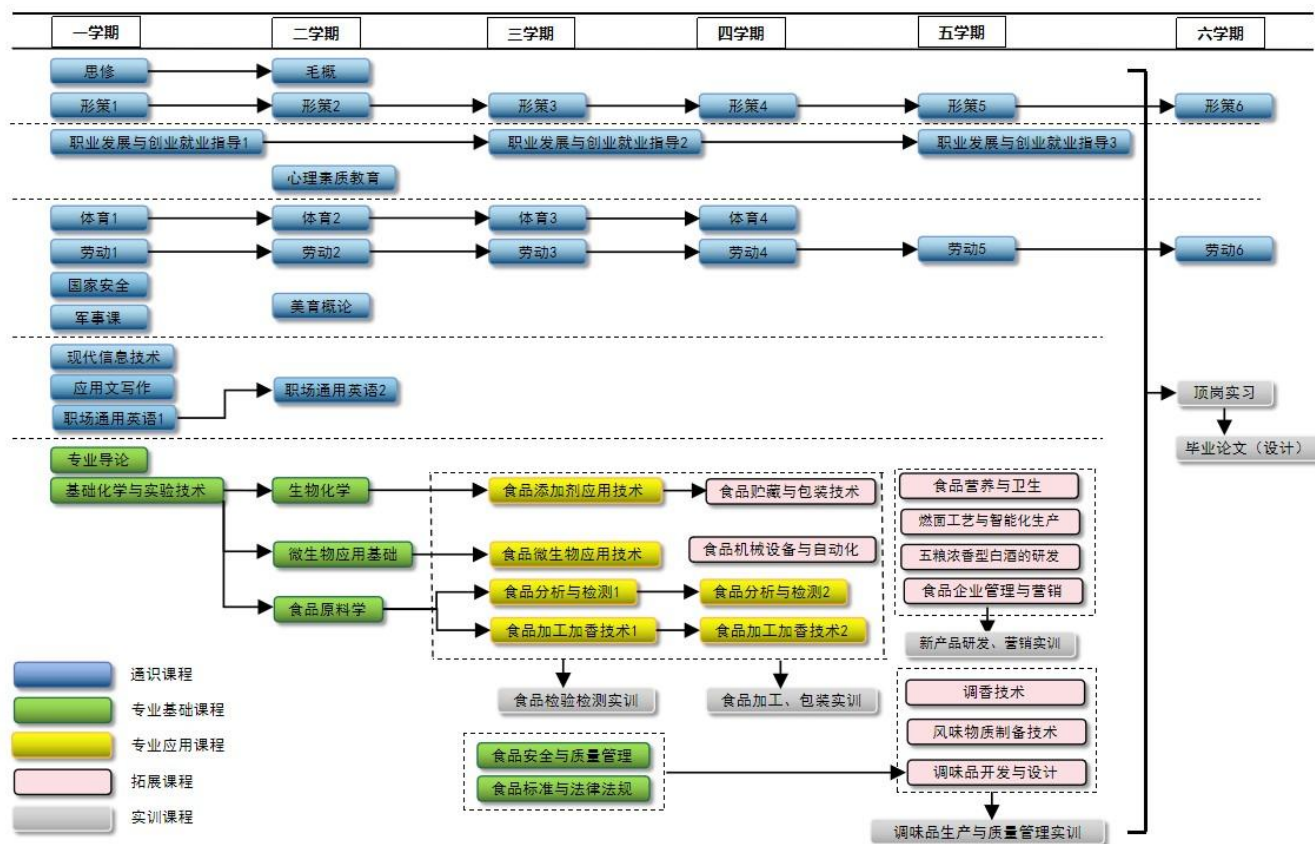 一学期 二学期 三学期 四学期 五学期 六学期
思修 毛概
形策1 形策2 形策3 形策4 形策5 形策6
职业发展与创业就业指导1 职业发展与创业就业指导2 职业发展与创业就业指导3
心理素质教育
体育1 体育2 体育3 体育4
劳动1 劳动2 劳动3 劳动4 劳动5 劳动6
国家安全
美育概论
军事课
现代信息技术
应用文写作 职场通用英语2 顶岗实习
职场通用英语1
毕业论文（设计）
专业导论
基础化学与实验技术 生物化学 食品添加剂应用技术 食品贮藏与包装技术 食品营养与卫生
燃面工艺与智能化生产
微生物应用基础 食品微生物应用技术 食品机械设备与自动化 五粮浓香型白酒的研发
食品原料学 食品分析与检测1 食品分析与检测2 食品企业管理与营销
食品加工加香技术1 食品加工加香技术2 新产品研发、营销实训
通识课程
食品检验检测实训 食品加工、包装实训 调香技术
专业基础课程
风味物质制备技术
专业应用课程 食品安全与质量管理
拓展课程 食品标准与法律法规 调味品开发与设计
实训课程
调味品生产与质量管理实训